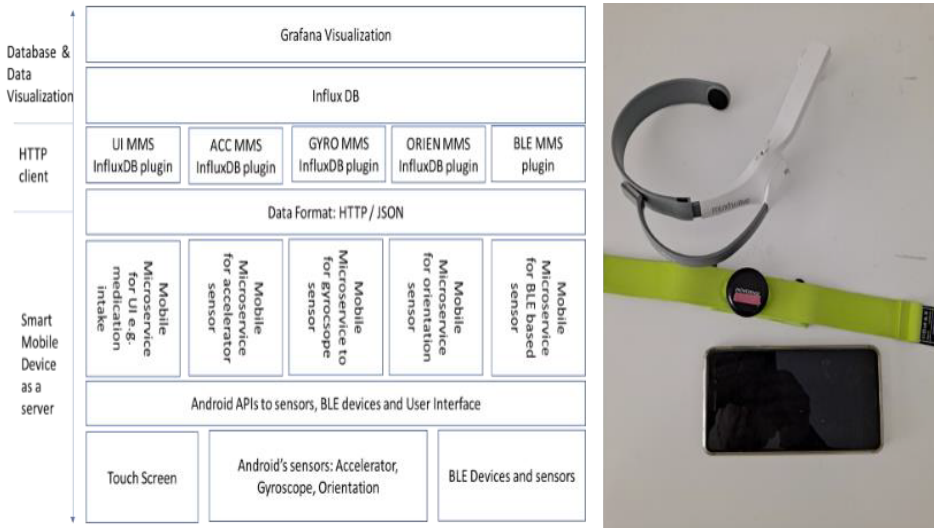 Grafana Visualization
Database &
Data
Visualization
Influx DB
HTTP
client
UI MMS
InfluxDB plugin
ACC MMS
InfluxDB plugin
GYRO MMS
InfluxDB plugin
ORIEN MMS
InfluxDB plugin
BLE MMS
plugin
Data Format: HTTP / JSON
Smart
Mobile
Device
as a
server
Mobile
Microservice
for UI e.g.
medication
intake
Mobile
Microservice
for accelerator
sensor
Mobile
Microservice to
for gyrocsope
sensor
Mobile
Microservice
for orientation
sensor
Mobile
Microservice
for BLE based
sensor
Android APIs to sensors, BLE devices and User Interface
Touch Screen
Android's sensors: Accelerator,
Gyroscope, Orientation
BLE Devices and sensors